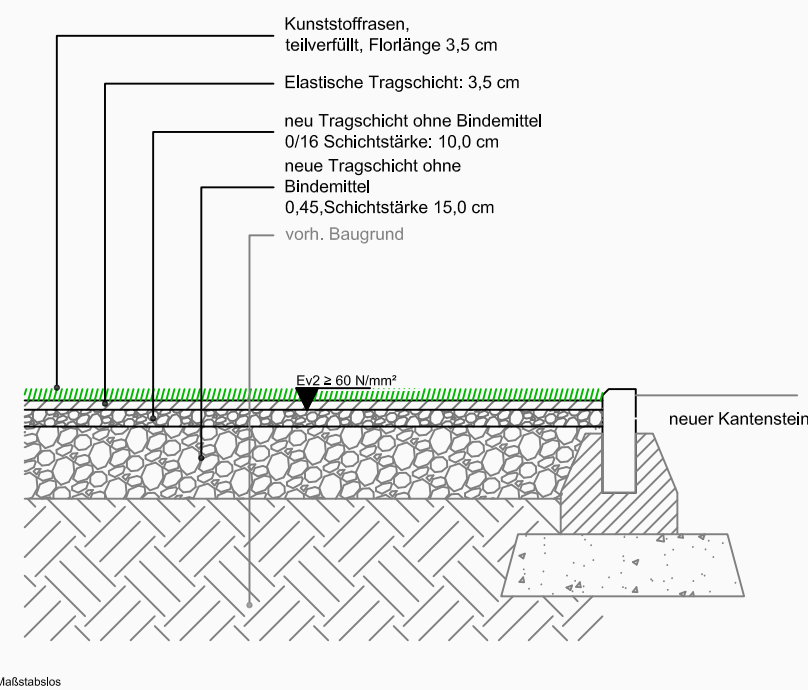 Kunststoffrasen,
teilverfüllt, Florlänge 3,5 cm
Elastische Tragschicht: 3,5 cm
neu Tragschicht ohne Bindemittel
0/16 Schichtstärke: 10,0 cm
neue Tragschicht ohne
Bindemittel
0,45,Schichtstärke 15,0 cm
vorh. Baugrund
Ev2 ≥ 60 N/mm²
neuer Kantenstein
Maßstabslos